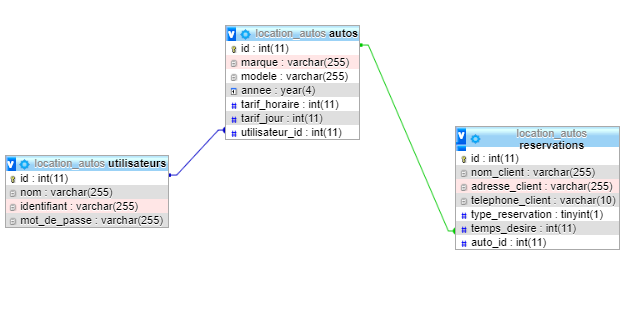 location_autos utilisateurs
id : int(11)
nom : varchar(255)
identifiant : varchar(255)
mot_de_passe : varchar(255)
location_autos autos
id : int(11)
marque : varchar(255)
modele : varchar(255)
annee : year(4)
tarif_horaire : int(11)
tarif_jour : int(11)
utilisateur_id : int(11)
location_autos
reservations
id : int(11)
nom_client : varchar(255)
adresse_client : varchar(255)
telephone_client : varchar(10)
type_reservation : tinyint(1)
temps_desire : int(11)
auto_id : int(11)